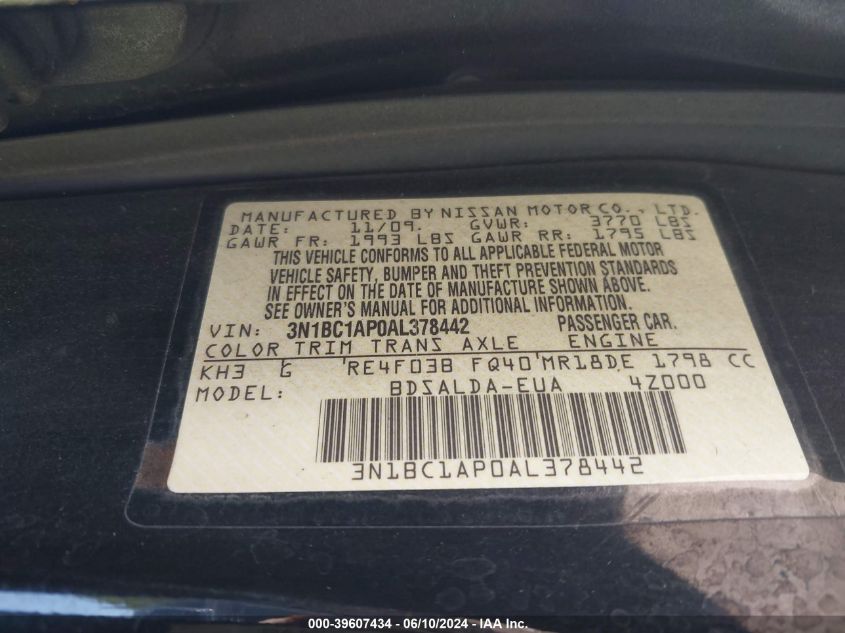 MANUFACTURED BY NISSAN MOTOR CO., LTD.
DATE: 11/09. GVWR: 3770 LBS
GAWR FR: 1993 LBS GAWR RR: 1795 LBS
THIS VEHICLE CONFORMS TO ALL APPLICABLE FEDERAL MOTOR
VEHICLE SAFETY, BUMPER AND THEFT PREVENTION STANDARDS
IN EFFECT ON THE DATE OF MANUFACTURE SHOWN ABOVE.
SEE OWNER'S MANUAL FOR ADDITIONAL INFORMATION.
VIN: 3N1BC1AP0AL378442 PASSENGER CAR.
COLOR TRIM TRANS AXLE ENGINE
KH3 G RE4F03B FQ40 MR18DE 1798 CC
MODEL: BDSALDA-EUA 4Z000
3N1BC1AP0AL378442
000-39607434 - 06/10/2024 - IAA Inc.